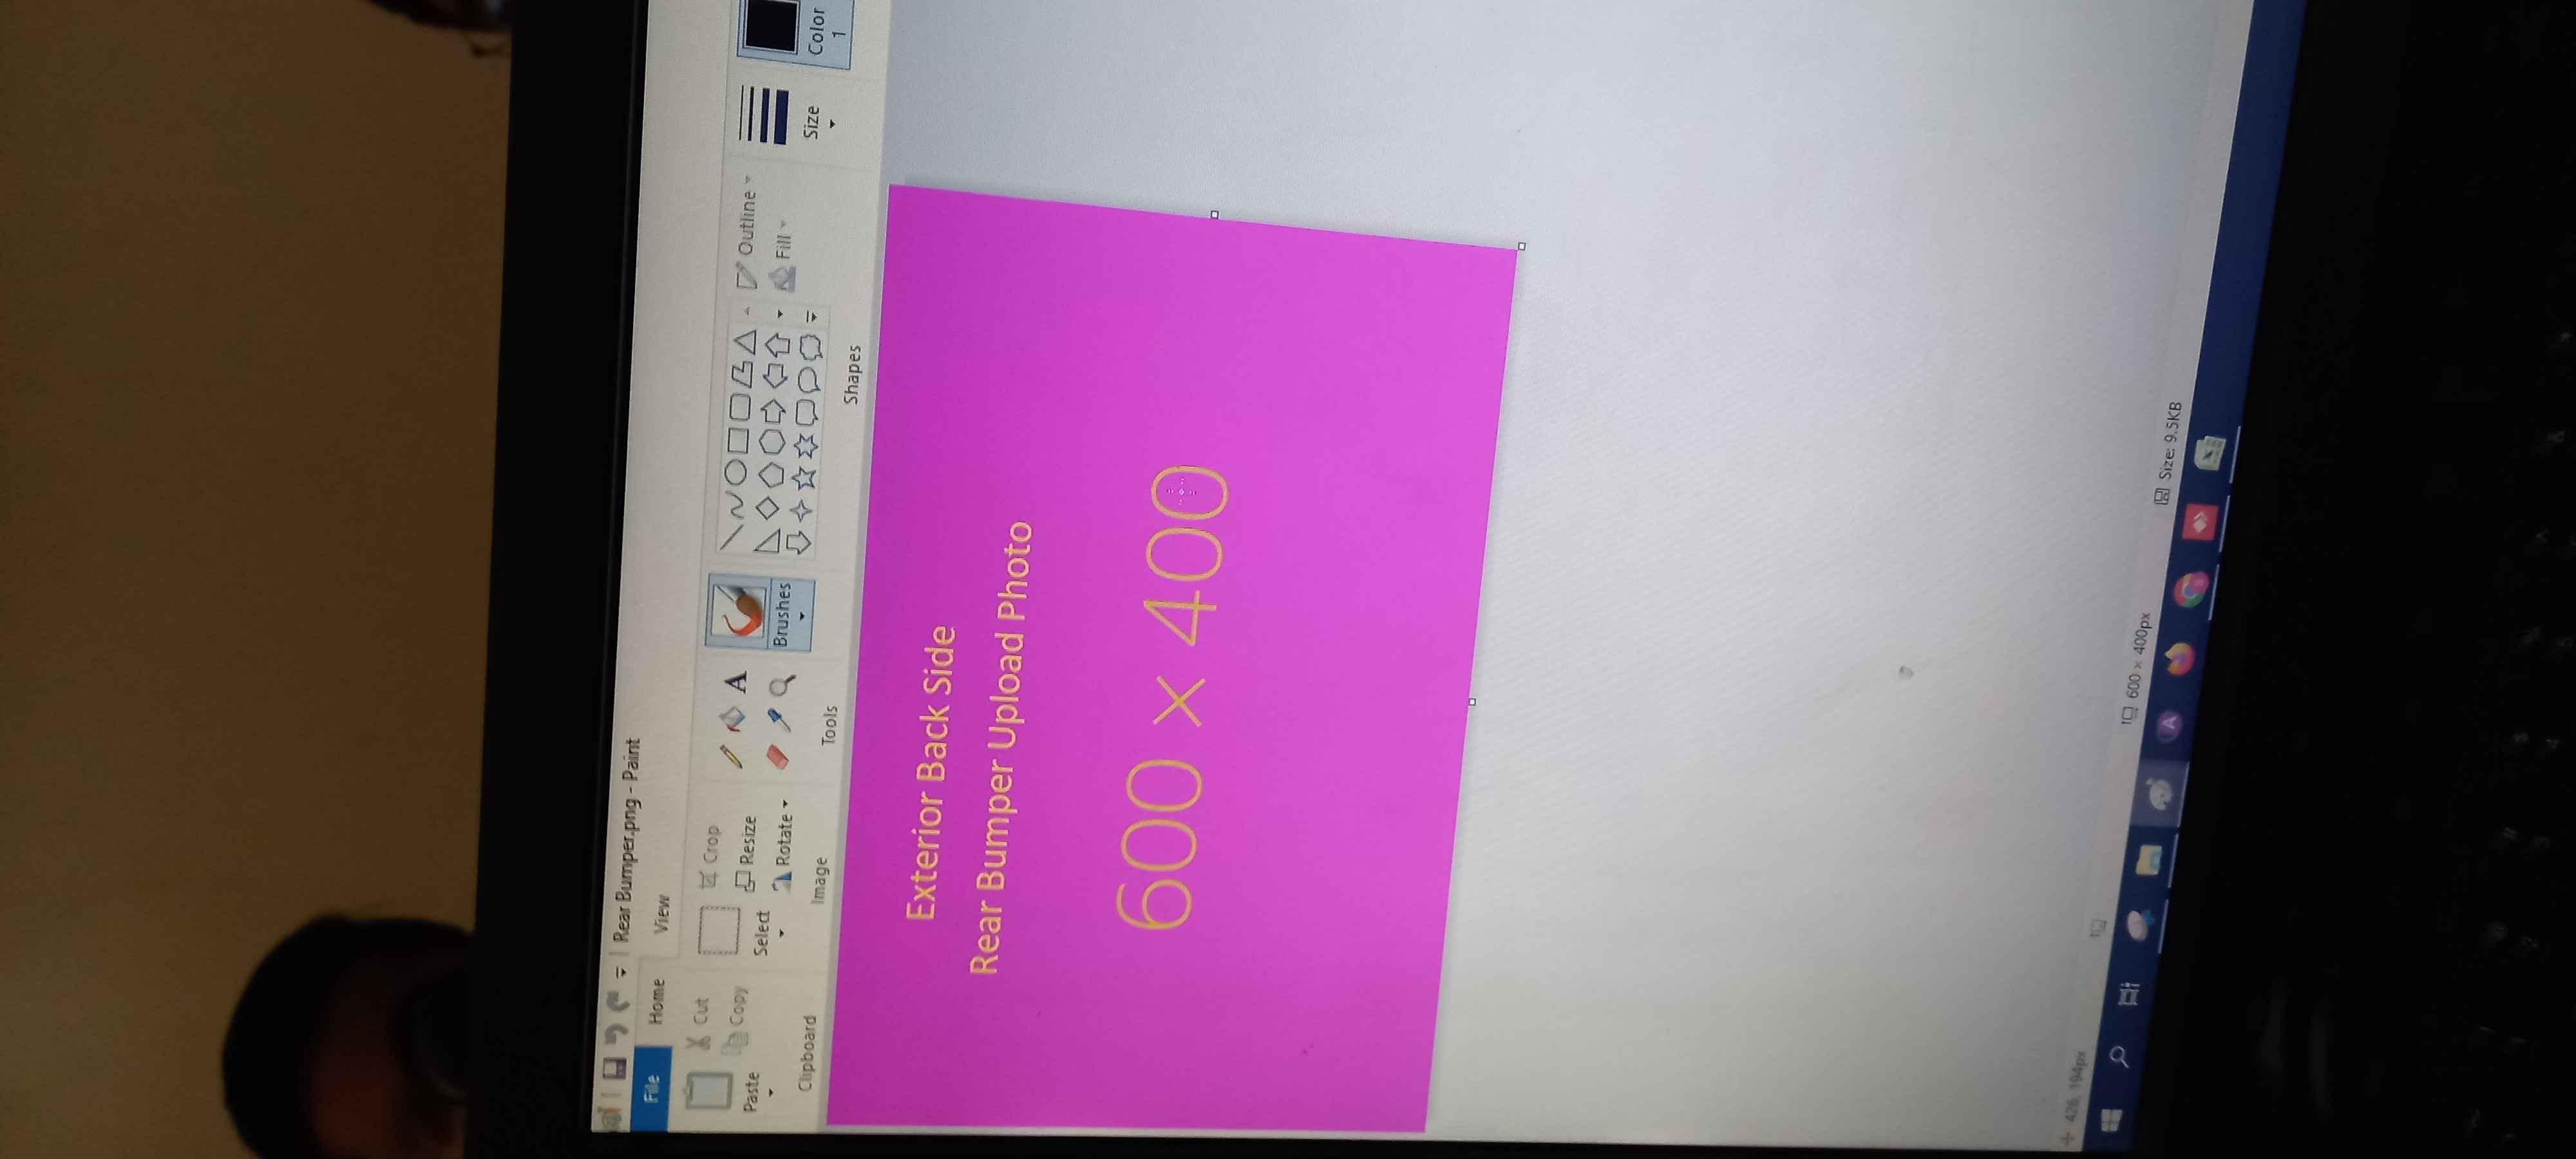 Rear Bumper.png - Paint
File Home View
Paste
Cut
Copy
Clipboard
Select
Crop
Resize
Rotate
Image
A
Tools
Brushes
Outline
Fill
Shapes
Size
Color
1
Exterior Back Side
Rear Bumper Upload Photo
600 × 400
426, 194px
600 × 400px
Size: 9.5KB
A